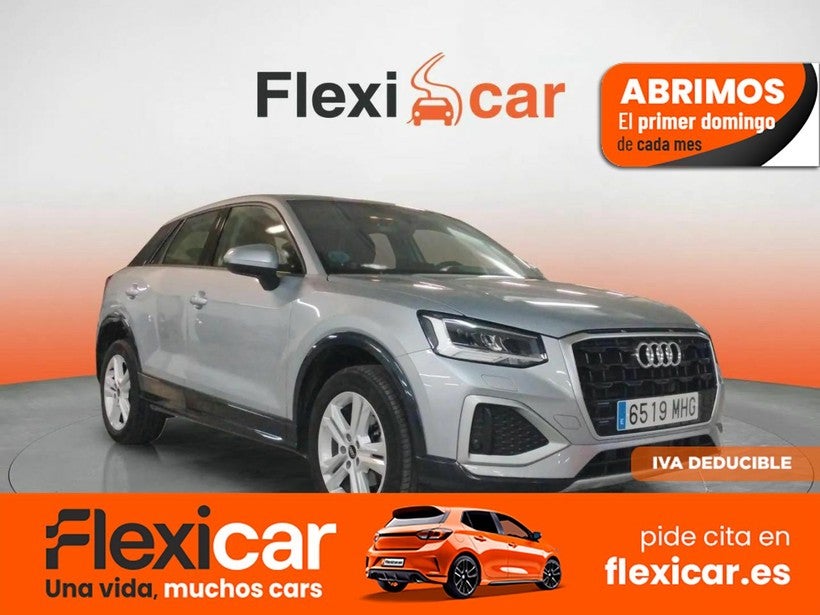 Flexicar
ABRIMOS
El primer domingo
de cada mes
6519 MHG
E
IVA DEDUCIBLE
Flexicar
Una vida, muchos cars
pide cita en
flexicar.es